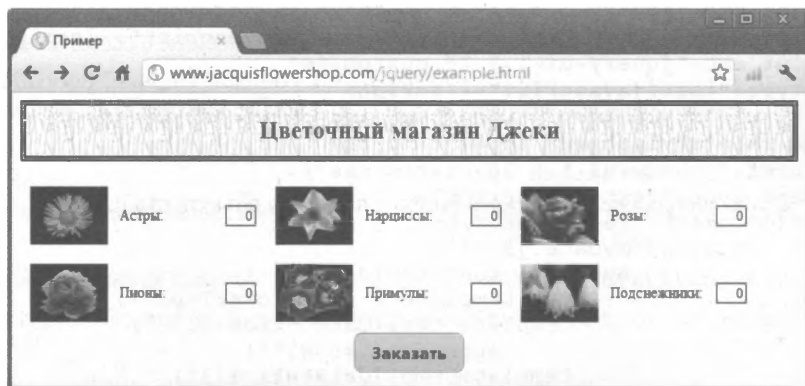 Пример
www.jacquisflowershop.com/jquery/example.html
Цветочный магазин Джеки
Астры: 0 Нарциссы: 0 Розы: 0
Пионы: 0 Примулы: 0 Подснежники: 0
Заказать